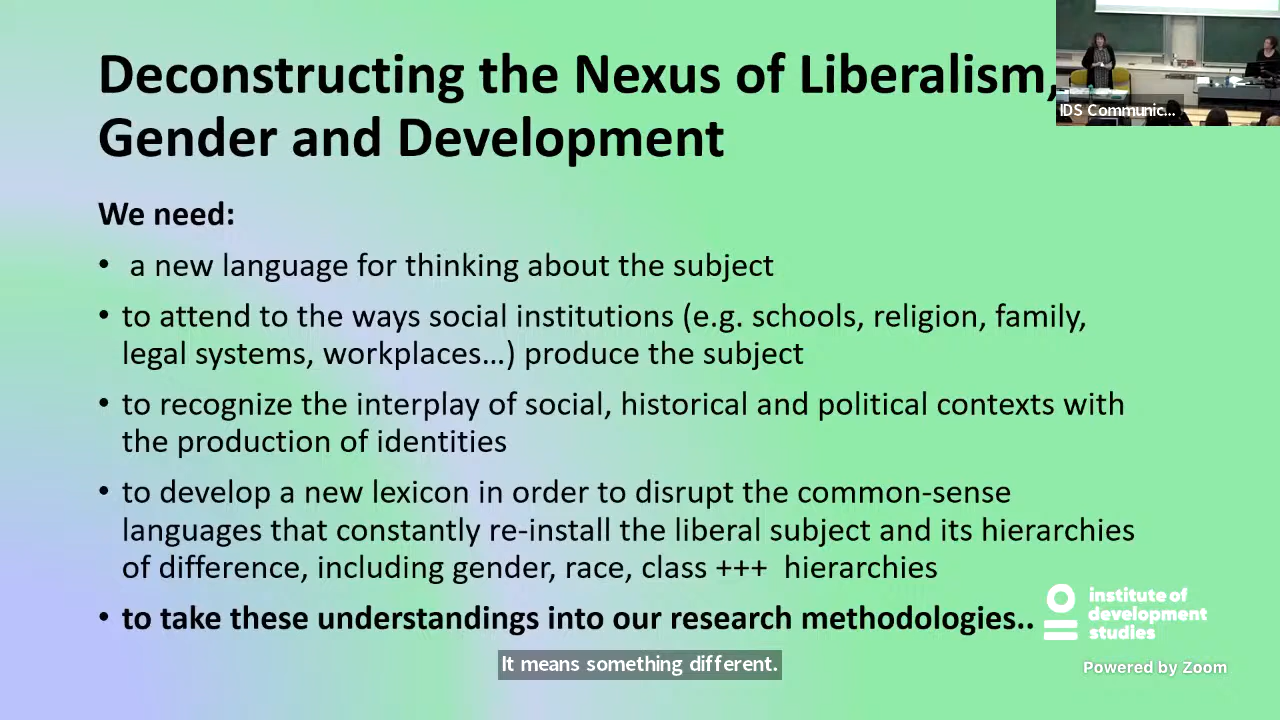 Deconstructing the Nexus of Liberalism,
Gender and Development
IDS Communic...
We need:
• a new language for thinking about the subject
• to attend to the ways social institutions (e.g. schools, religion, family,
legal systems, workplaces…) produce the subject
• to recognize the interplay of social, historical and political contexts with
the production of identities
• to develop a new lexicon in order to disrupt the common-sense
languages that constantly re-install the liberal subject and its hierarchies
of difference, including gender, race, class +++ hierarchies
• to take these understandings into our research methodologies..
institute of
development
studies
It means something different.
Powered by Zoom